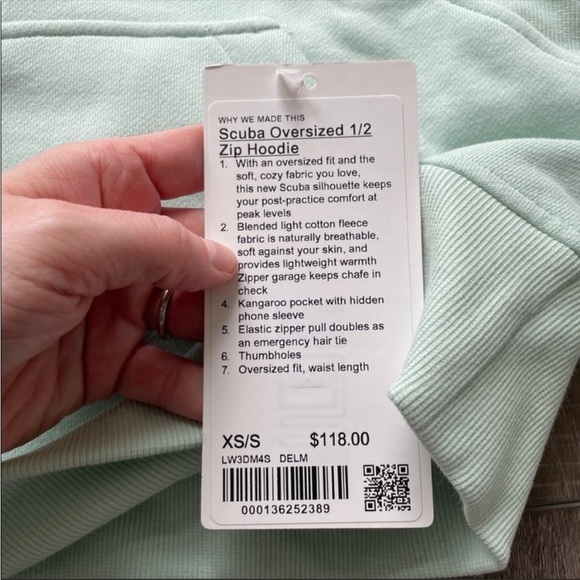 WHY WE MADE THIS
Scuba Oversized 1/2
Zip Hoodie
1. With an oversized fit and the
soft, cozy fabric you love,
this new Scuba silhouette keeps
your post-practice comfort at
peak levels
2. Blended light cotton fleece
fabric is naturally breathable,
soft against your skin, and
provides lightweight warmth
Zipper garage keeps chafe in
check
4. Kangaroo pocket with hidden
phone sleeve
5. Elastic zipper pull doubles as
an emergency hair tie
6. Thumbholes
7. Oversized fit, waist length
XS/S $118.00
LW3DM4S DELM
000136252389